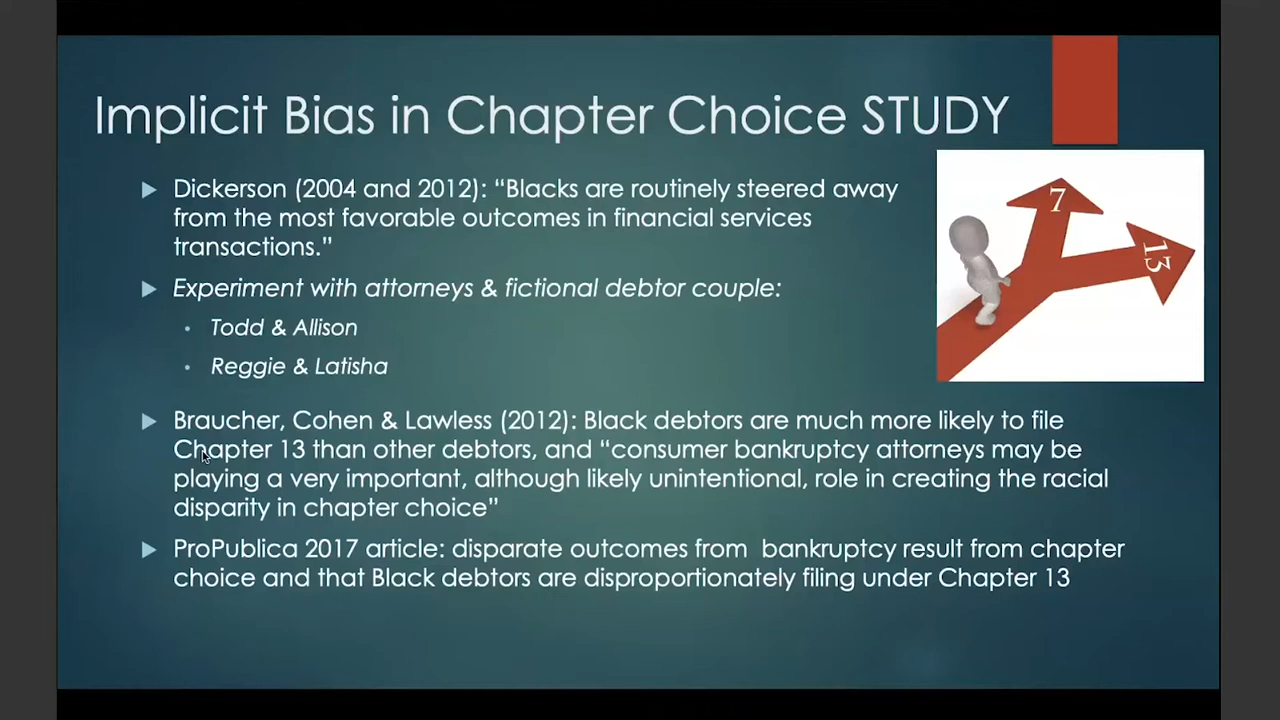 Implicit Bias in Chapter Choice STUDY
Dickerson (2004 and 2012): “Blacks are routinely steered away
from the most favorable outcomes in financial services
transactions.”
Experiment with attorneys & fictional debtor couple:
Todd & Allison
Reggie & Latisha
7
13
Braucher, Cohen & Lawless (2012): Black debtors are much more likely to file
Chapter 13 than other debtors, and “consumer bankruptcy attorneys may be
playing a very important, although likely unintentional, role in creating the racial
disparity in chapter choice”
ProPublica 2017 article: disparate outcomes from  bankruptcy result from chapter
choice and that Black debtors are disproportionately filing under Chapter 13